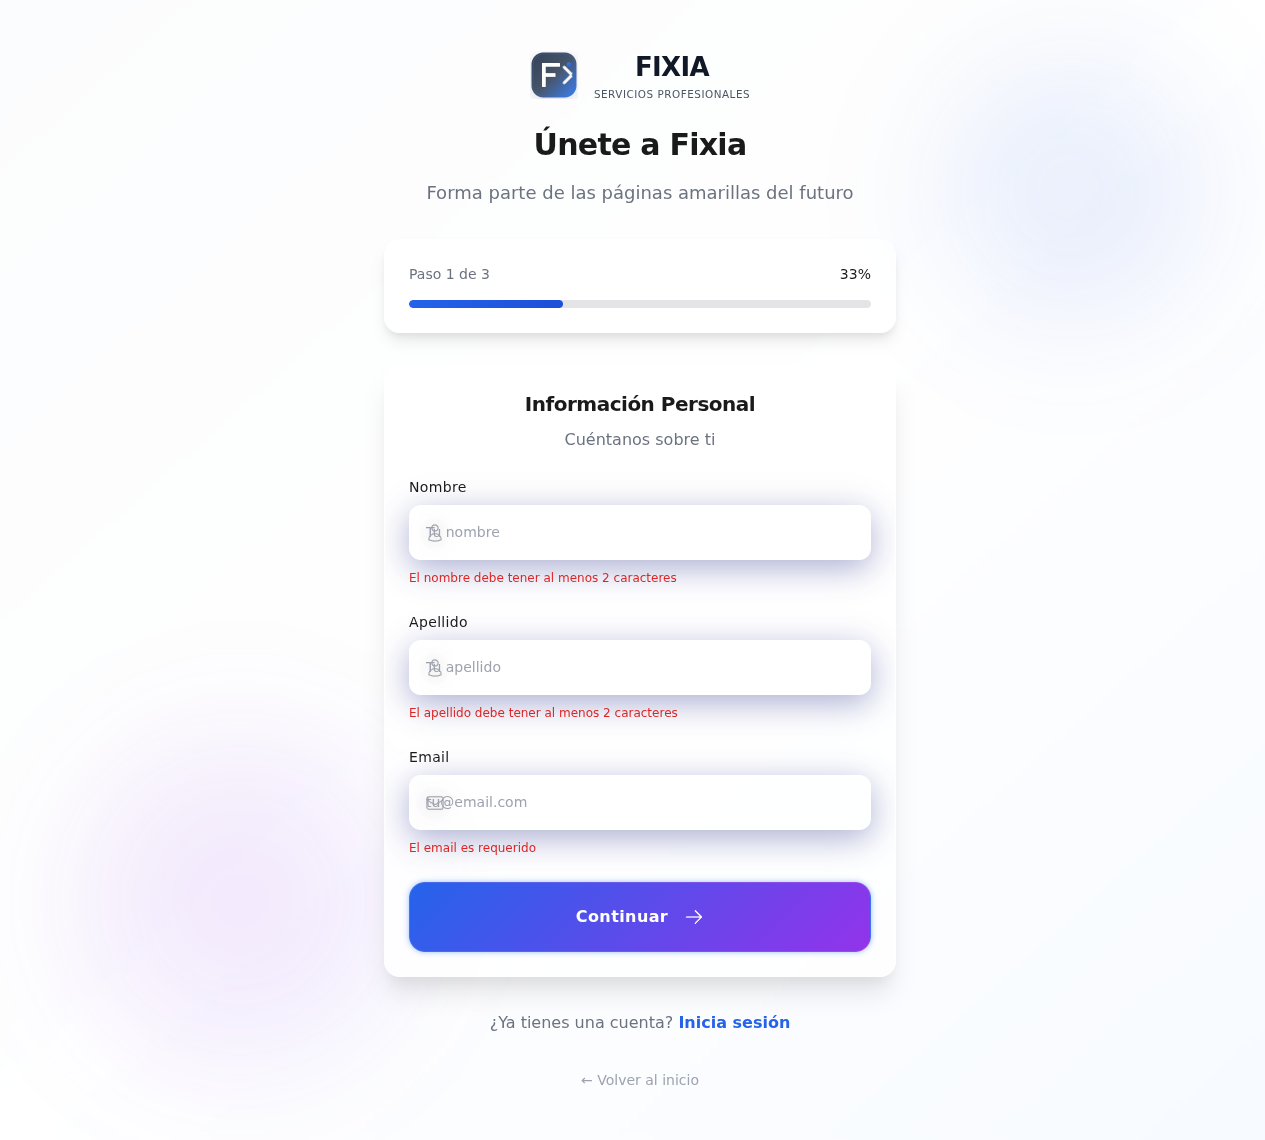 FIXIA
SERVICIOS PROFESIONALES
Únete a Fixia
Forma parte de las páginas amarillas del futuro
Paso 1 de 3
33%
Información Personal
Cuéntanos sobre ti
Nombre
Tu nombre
El nombre debe tener al menos 2 caracteres
Apellido
Tu apellido
El apellido debe tener al menos 2 caracteres
Email
tu@email.com
El email es requerido
Continuar →
¿Ya tienes una cuenta? Inicia sesión
← Volver al inicio